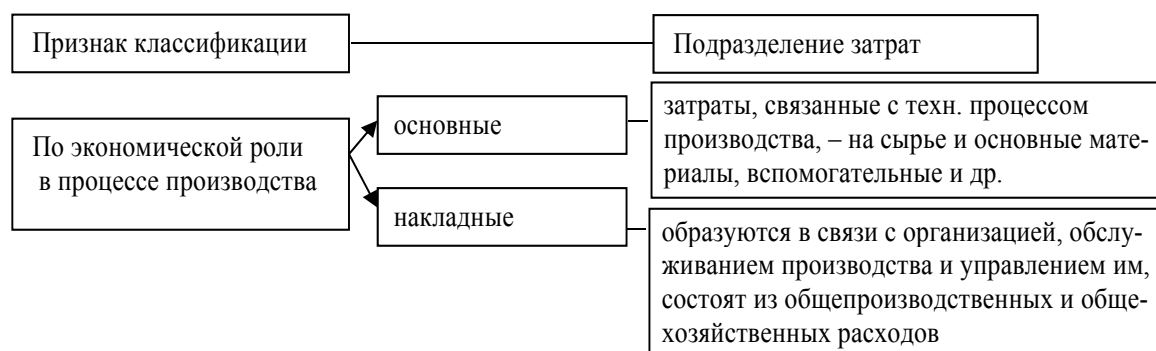 Признак классификации
Подразделение затрат
По экономической роли
в процессе производства
основные
затраты, связанные с техн. процессом
производства, – на сырье и основные мате-
риалы, вспомогательные и др.
накладные
образуются в связи с организацией, обслу-
живанием производства и управлением им,
состоят из общепроизводственных и обще-
хозяйственных расходов